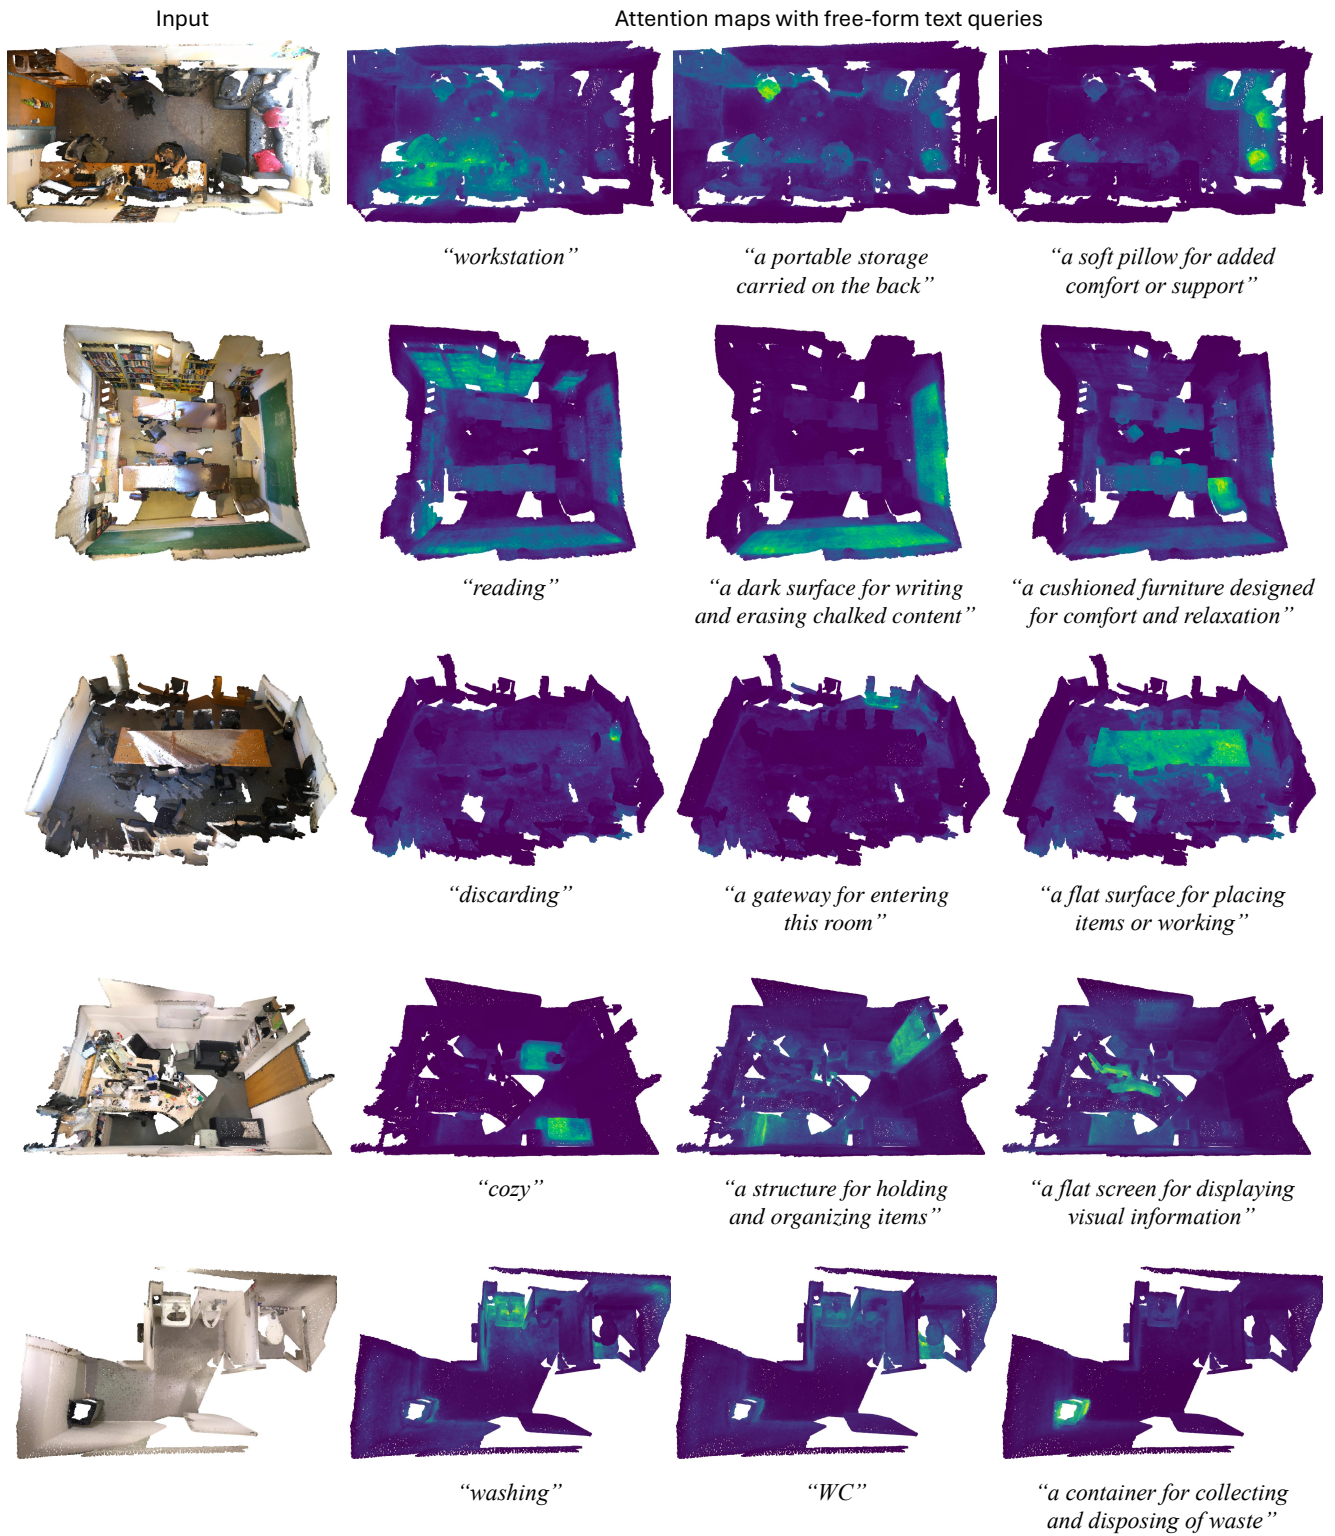 Input
Attention maps with free-form text queries
“workstation”
“a portable storage
carried on the back”
“a soft pillow for added
comfort or support”
“reading”
“a dark surface for writing
and erasing chalked content”
“a cushioned furniture designed
for comfort and relaxation”
“discarding”
“a gateway for entering
this room”
“a flat surface for placing
items or working”
“cozy”
“a structure for holding
and organizing items”
“a flat screen for displaying
visual information”
“washing”
“WC”
“a container for collecting
and disposing of waste”